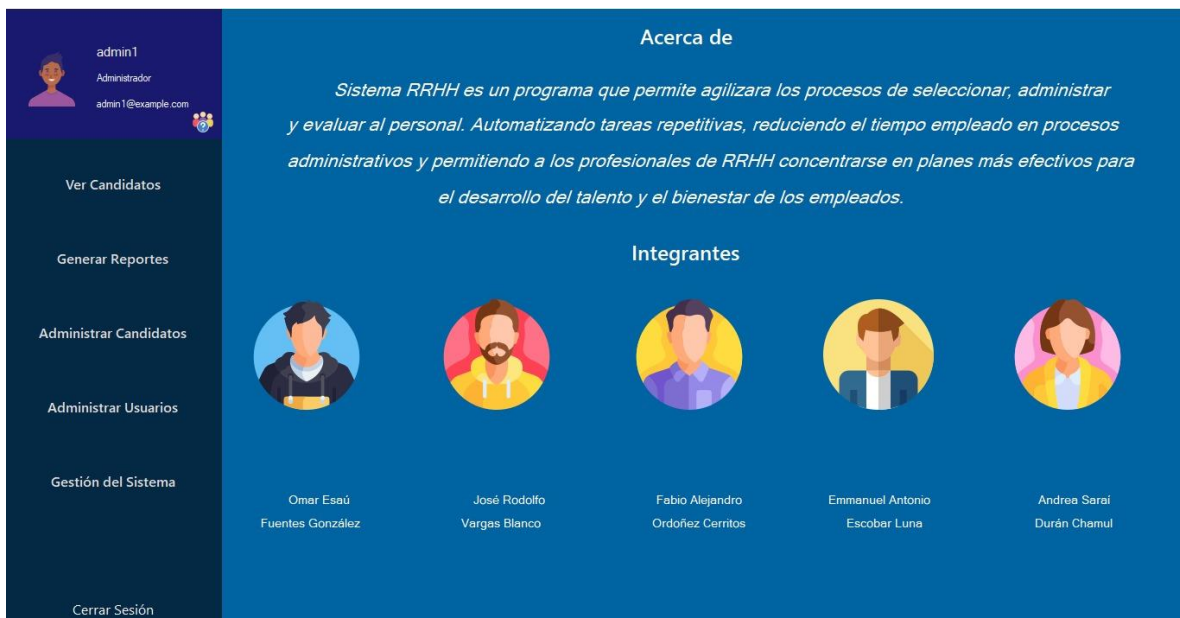 admin1
Administrador
admin1@example.com
Ver Candidatos
Generar Reportes
Administrar Candidatos
Administrar Usuarios
Gestión del Sistema
Cerrar Sesión
Acerca de
Sistema RRHH es un programa que permite agilizara los procesos de seleccionar, administrar
y evaluar al personal. Automatizando tareas repetitivas, reduciendo el tiempo empleado en procesos
administrativos y permitiendo a los profesionales de RRHH concentrarse en planes más efectivos para
el desarrollo del talento y el bienestar de los empleados.
Integrantes
Omar Esaú
Fuentes González
José Rodolfo
Vargas Blanco
Fabio Alejandro
Ordoñez Cerritos
Emmanuel Antonio
Escobar Luna
Andrea Saraí
Durán Chamul